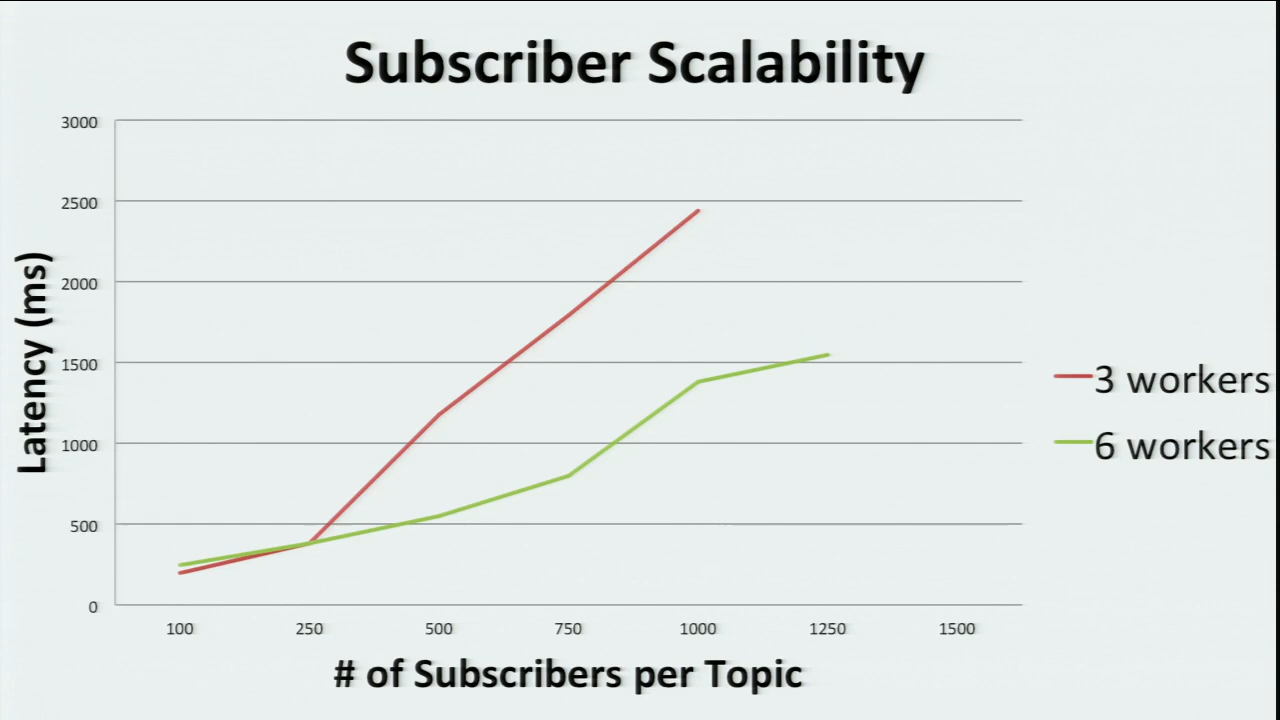 Subscriber Scalability
3000
2500
2000
1500
1000
500
0
Latency (ms)
100 250 500 750 1000 1250 1500
# of Subscribers per Topic
3 workers
6 workers